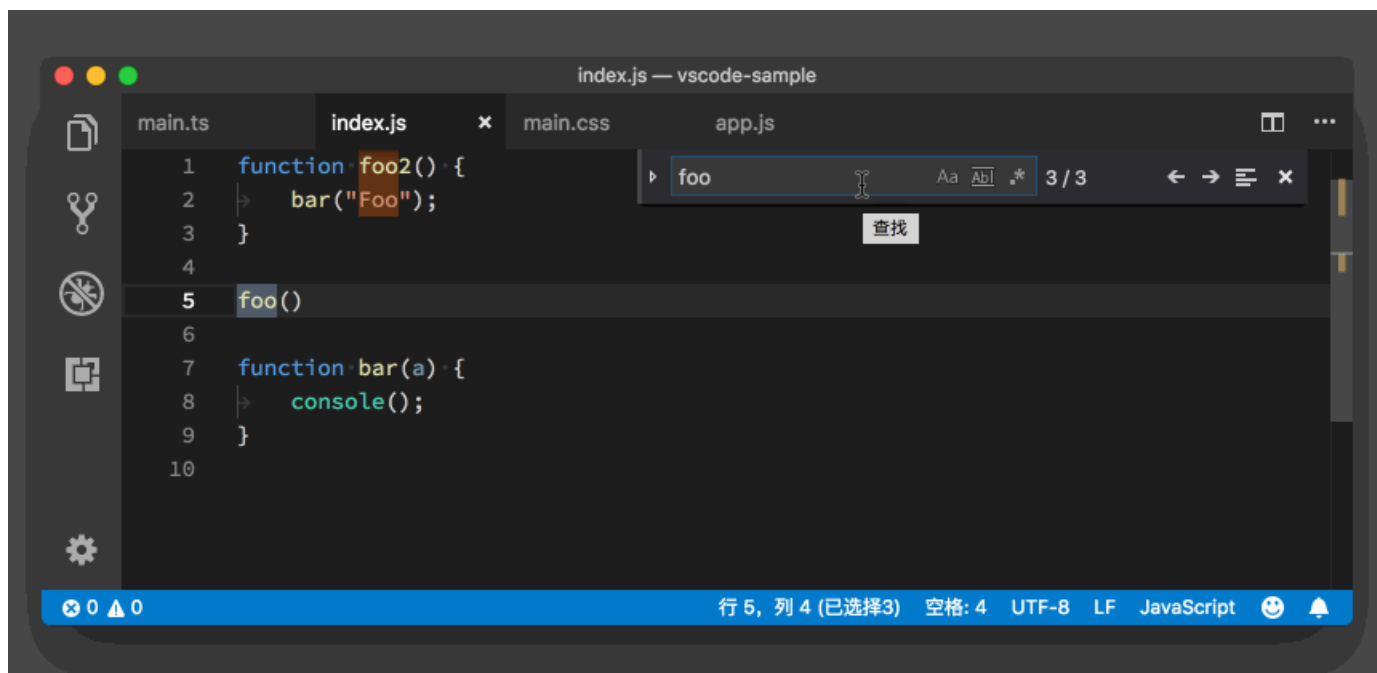 index.js — vscode-sample
main.ts index.js × main.css app.js
foo Aa Abl .* 3/3
查找
1 function foo2() {
2 bar("Foo");
3 }
4
5 foo()
6
7 function bar(a) {
8 console();
9 }
10
0 0 行 5，列 4 (已选择3) 空格: 4 UTF-8 LF JavaScript